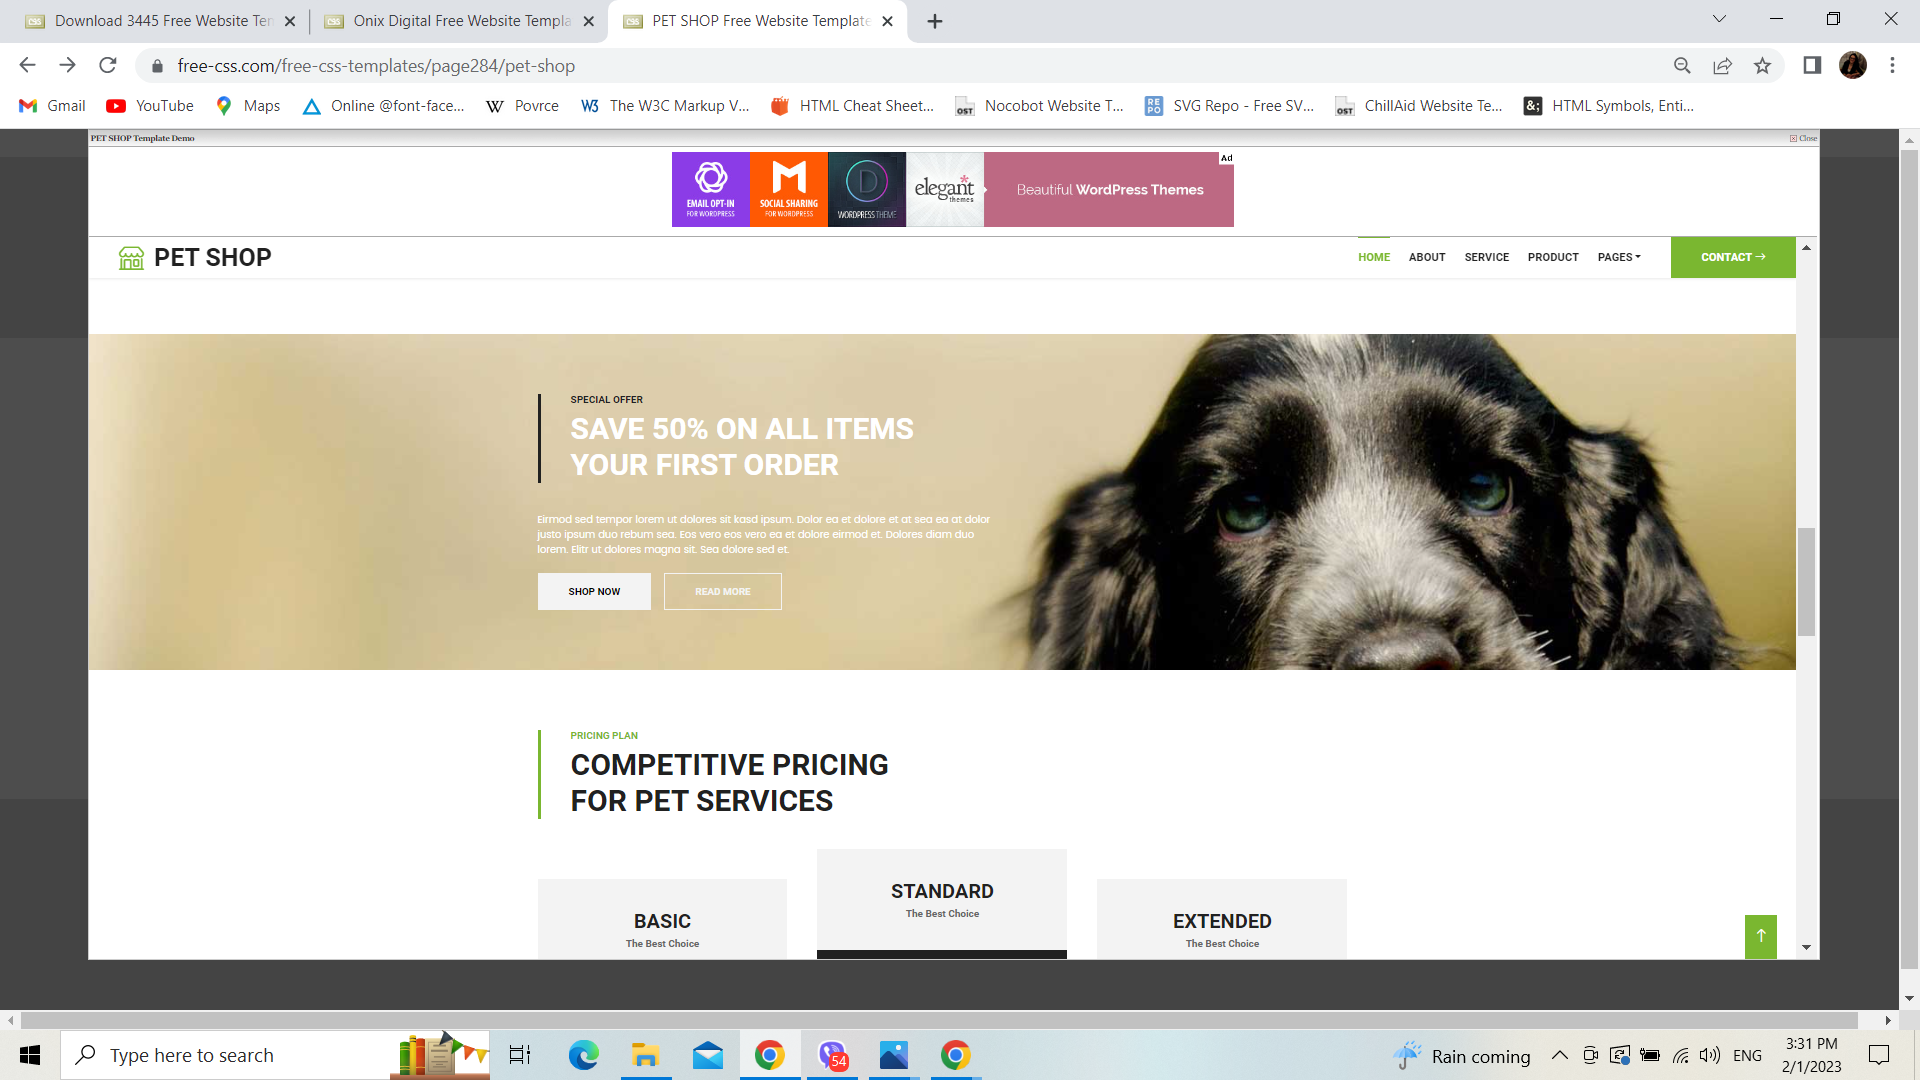 Download 3445 Free Website Ten
Onix Digital Free Website Templa
PET SHOP Free Website Template
free-css.com/free-css-templates/page284/pet-shop
Gmail
YouTube
Maps
Online @font-face...
Povrce
The W3C Markup V...
HTML Cheat Sheet...
Nocobot Website T...
SVG Repo - Free SV...
ChillAid Website Te...
HTML Symbols, Enti...
PET SHOP Template Demo
Close
EMAIL OPT-IN
FOR WORDPRESS
SOCIAL SHARING
FOR WORDPRESS
D
WORDPRESS THEME
elegant
themes
Beautiful WordPress Themes
Ad
PET SHOP
HOME
ABOUT
SERVICE
PRODUCT
PAGES
CONTACT →
SPECIAL OFFER
SAVE 50% ON ALL ITEMS
YOUR FIRST ORDER
Eirmod sed tempor lorem ut dolores sit kasd ipsum. Dolor ea et dolore et at sea ea at dolor
justo ipsum duo rebum sea. Eos vero eos vero ea et dolore eirmod et. Dolores diam duo
lorem. Elitr ut dolores magna sit. Sea dolore sed et.
SHOP NOW
READ MORE
PRICING PLAN
COMPETITIVE PRICING
FOR PET SERVICES
BASIC
The Best Choice
STANDARD
The Best Choice
EXTENDED
The Best Choice
Type here to search
54
Rain coming
ENG
3:31 PM
2/1/2023